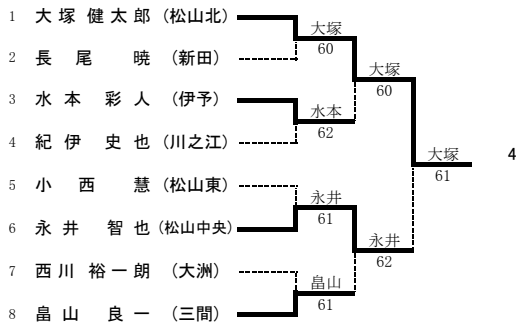 1 大塚 健太郎 (松山北)
大塚
2 長尾 暁 (新田)
60
大塚
3 水本 彩人 (伊予)
60
水本
4 紀伊 史也 (川之江)
62
大塚 4
5 小西 慧 (松山東)
61
永井
6 永井 智也 (松山中央)
61
永井
7 西川 裕一朗 (大洲)
62
畠山
8 畠山 良一 (三間)
61